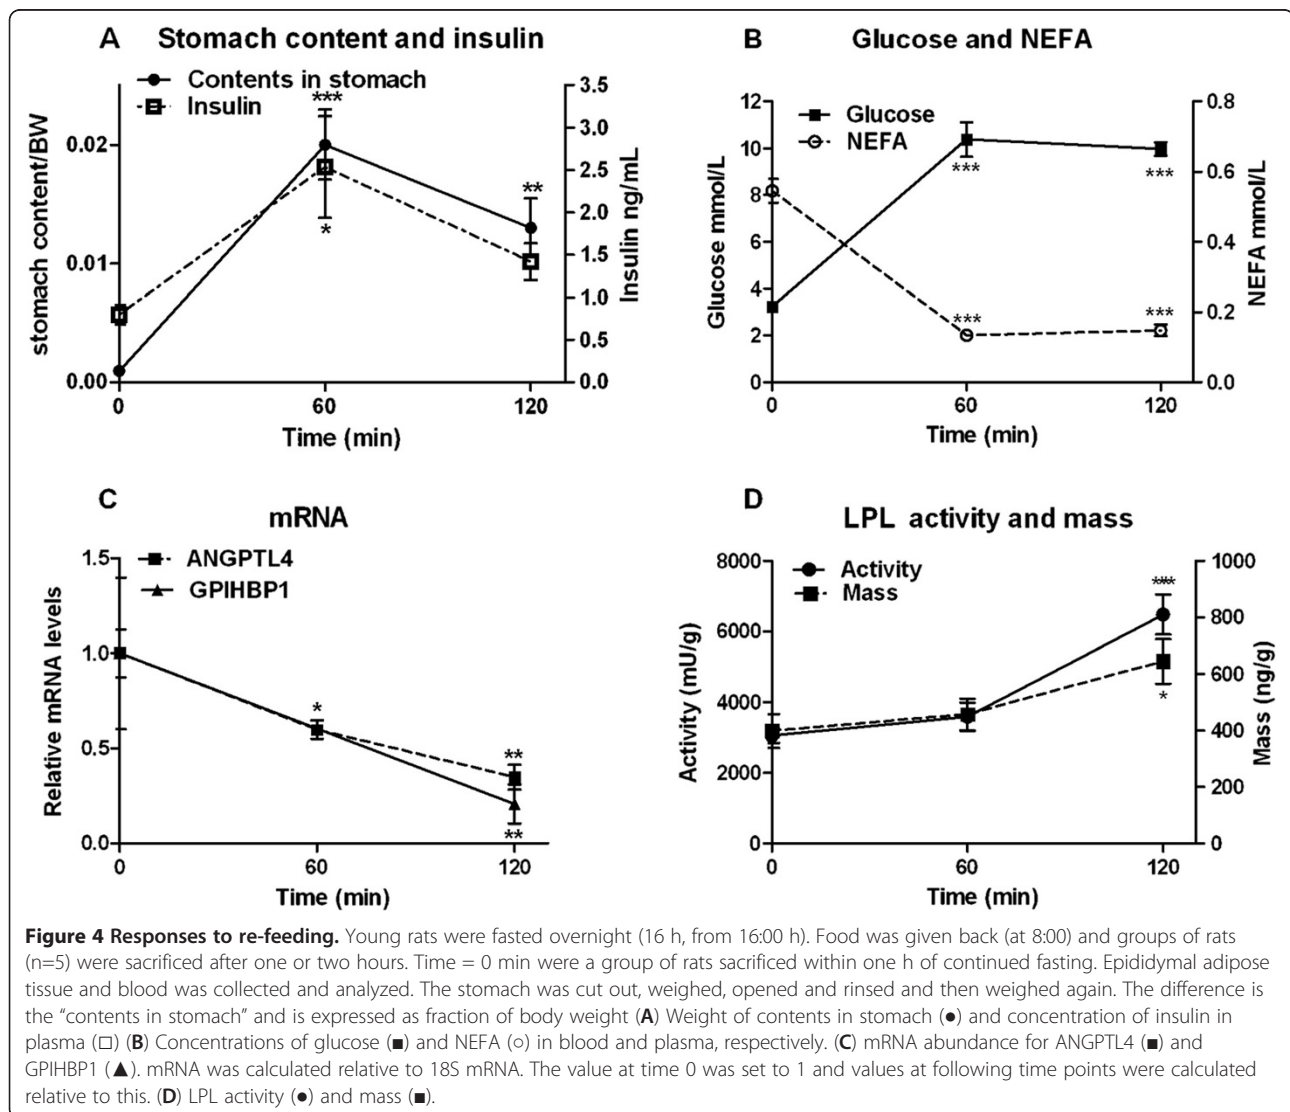 A Stomach content and insulin
Contents in stomach
Insulin
stomach content/BW
0.02
0.01
0.00
***
*
**
3.5
3.0
2.5
2.0
1.5
1.0
0.5
0.0
Insulin ng/mL
0 60 120
Time (min)
B Glucose and NEFA
Glucose
NEFA
Glucose mmol/L
12
10
8
6
4
2
0
***
***
***
***
0.8
0.6
0.4
0.2
0.0
NEFA mmol/L
0 60 120
Time (min)
C mRNA
ANGPTL4
GPIHBP1
Relative mRNA levels
1.5
1.0
0.5
0.0
*
**
**
0 60 120
Time (min)
D LPL activity and mass
Activity
Mass
Activity (mU/g)
8000
6000
4000
2000
0
*
1000
800
600
400
200
0
Mass (ng/g)
0 60 120
Time (min)
Figure 4 Responses to re-feeding. Young rats were fasted overnight (16 h, from 16:00 h). Food was given back (at 8:00) and groups of rats
(n=5) were sacrificed after one or two hours. Time = 0 min were a group of rats sacrificed within one h of continued fasting. Epididymal adipose
tissue and blood was collected and analyzed. The stomach was cut out, weighed, opened and rinsed and then weighed again. The difference is
the “contents in stomach” and is expressed as fraction of body weight (A) Weight of contents in stomach (●) and concentration of insulin in
plasma (□) (B) Concentrations of glucose (■) and NEFA (○) in blood and plasma, respectively. (C) mRNA abundance for ANGPTL4 (■) and
GPIHBP1 (▲). mRNA was calculated relative to 18S mRNA. The value at time 0 was set to 1 and values at following time points were calculated
relative to this. (D) LPL activity (●) and mass (■).